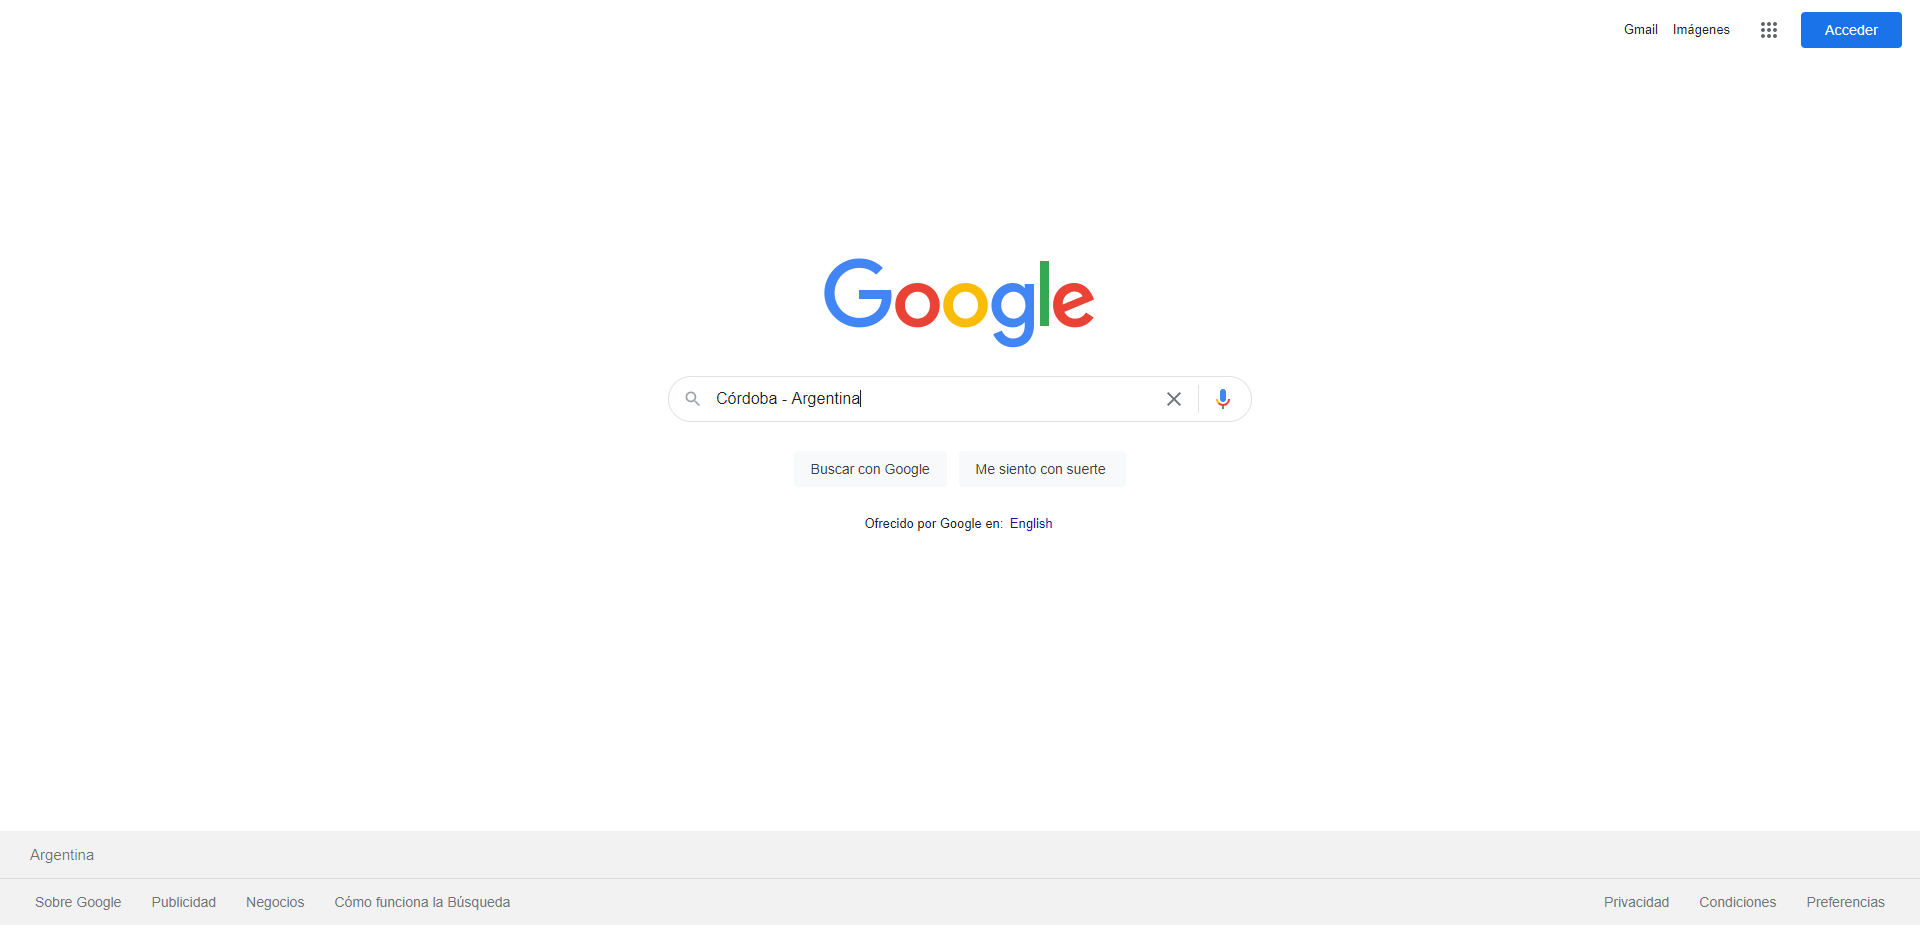 Gmail Imágenes Acceder
Google
Córdoba - Argentina
Buscar con Google Me siento con suerte
Ofrecido por Google en: English
Argentina
Sobre Google Publicidad Negocios Cómo funciona la Búsqueda Privacidad Condiciones Preferencias